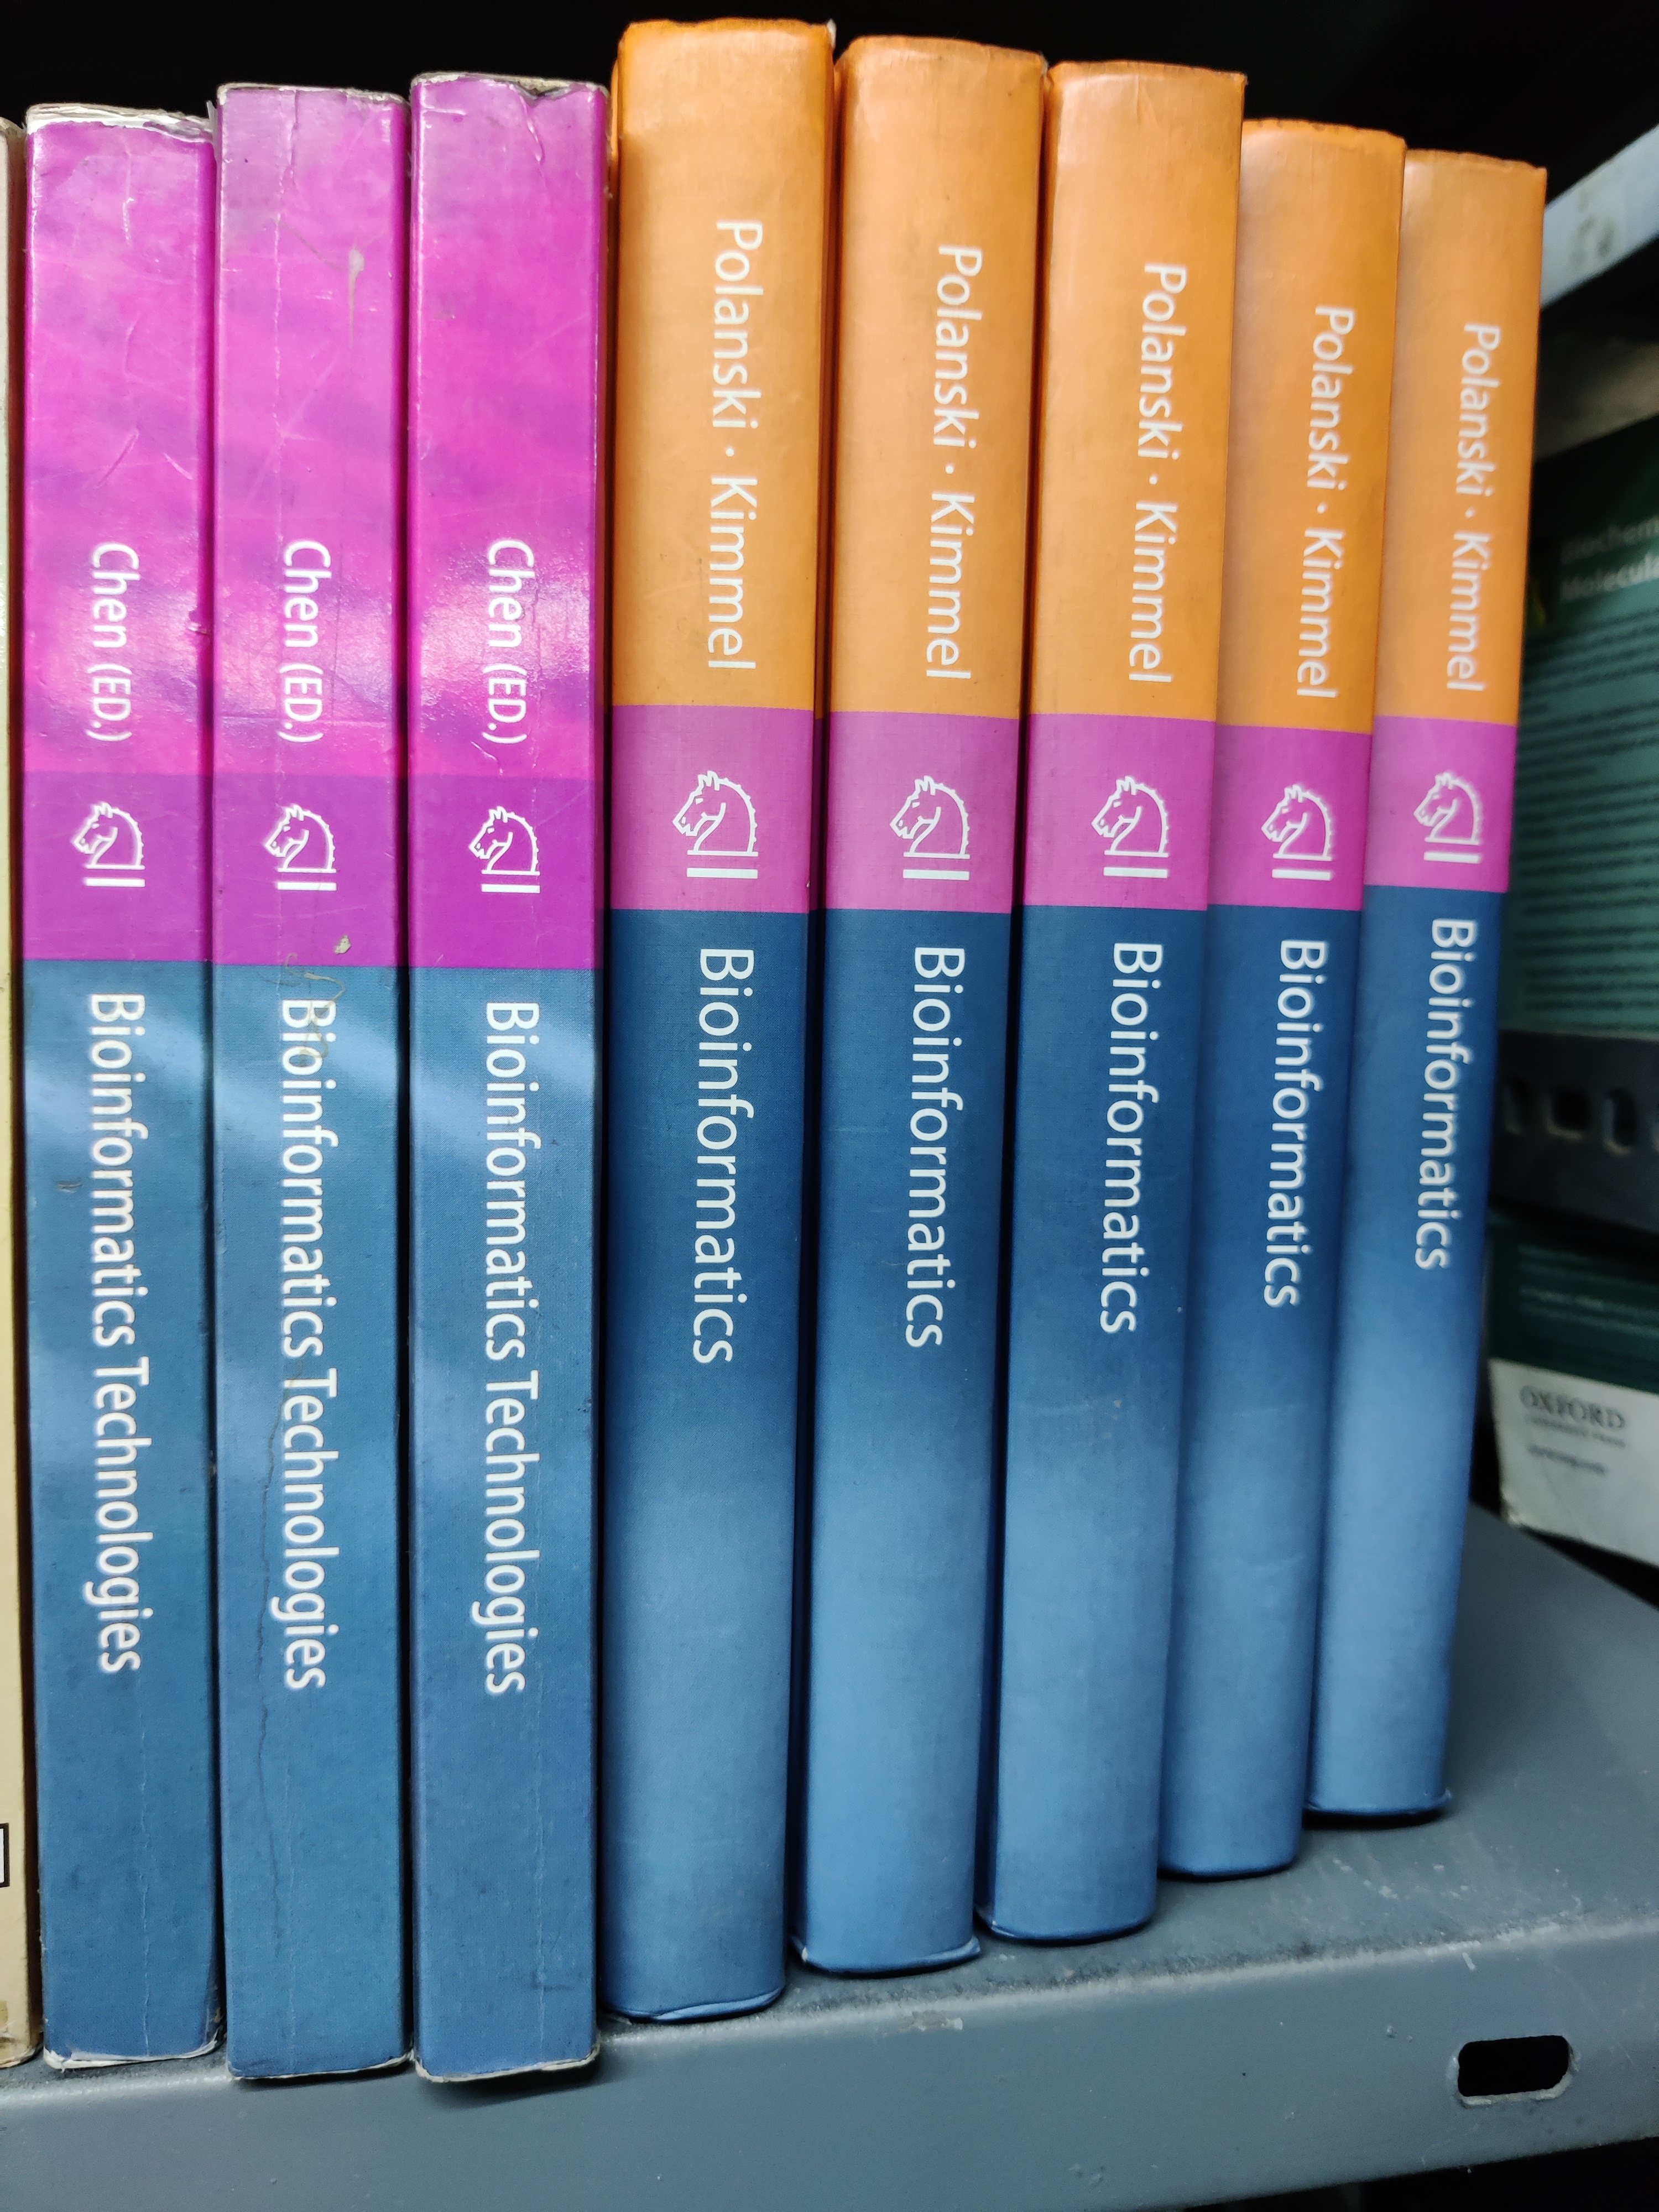 Chen (ED.)
Bioinformatics Technologies
Chen (ED.)
Bioinformatics Technologies
Chen (ED.)
Bioinformatics Technologies
Polanski · Kimmel
Bioinformatics
Polanski · Kimmel
Bioinformatics
Polanski · Kimmel
Bioinformatics
Polanski · Kimmel
Bioinformatics
Polanski · Kimmel
Bioinformatics
OXFORD